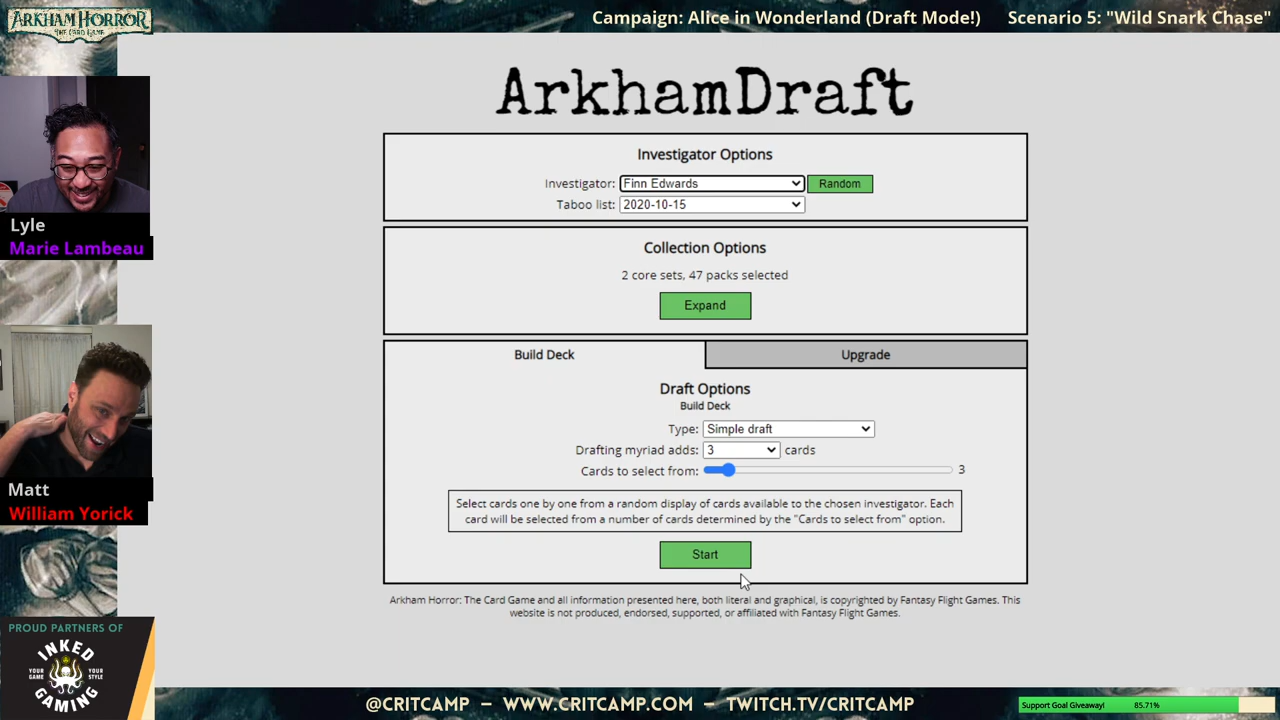 ARKHAM HORROR
THE CARD GAME
Campaign: Alice in Wonderland (Draft Mode!)
Scenario 5: "Wild Snark Chase"
ArkhamDraft
Investigator Options
Investigator: Finn Edwards Random
Taboo list: 2020-10-15
Lyle
Marie Lambeau
Collection Options
2 core sets, 47 packs selected
Expand
Build Deck
Upgrade
Draft Options
Build Deck
Type: Simple draft
Drafting myriad adds: 3 cards
Cards to select from: 3
Select cards one by one from a random display of cards available to the chosen investigator. Each
card will be selected from a number of cards determined by the "Cards to select from" option.
Start
Matt
William Yorick
Arkham Horror: The Card Game and all information presented here, both literal and graphical, is copyrighted by Fantasy Flight Games. This
website is not produced, endorsed, supported, or affiliated with Fantasy Flight Games.
PROUD PARTNERS OF
INKED
YOUR GAME
YOUR STYLE
GAMING
@CRITCAMP – WWW.CRITCAMP.COM – TWITCH.TV/CRITCAMP
Support Goal Giveaway! 85.71%